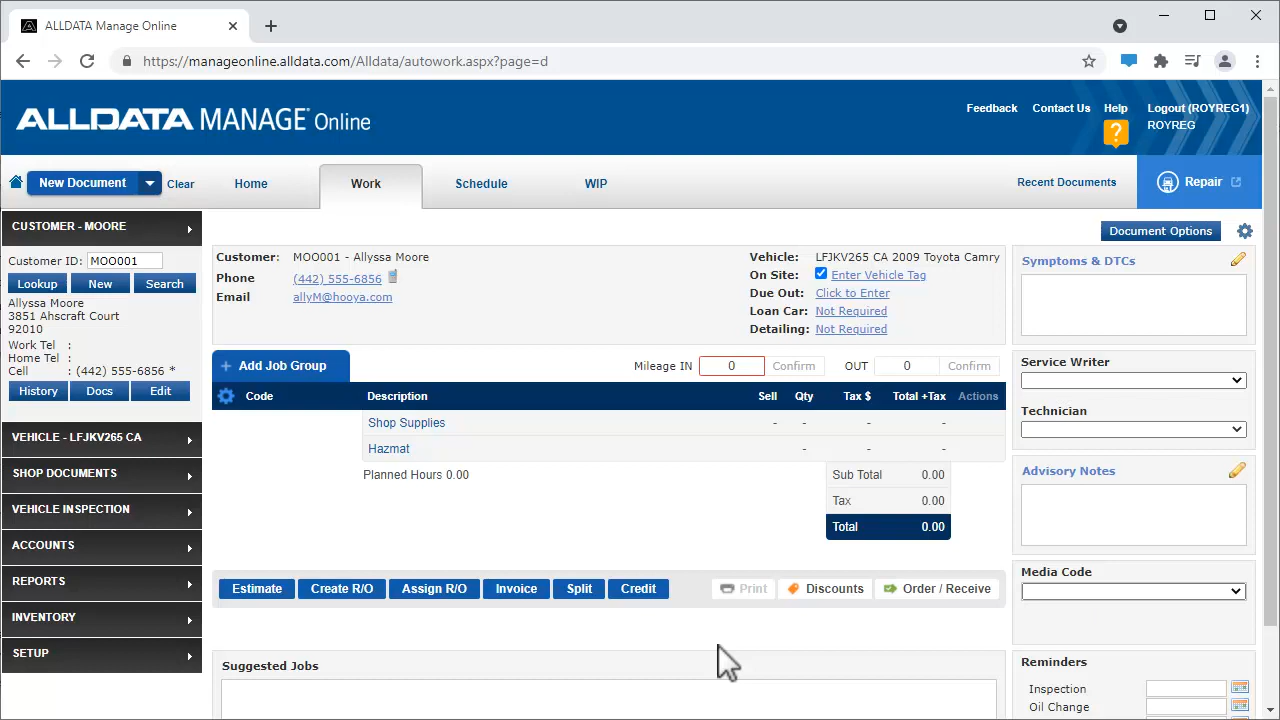 ALLDATA Manage Online
https://manageonline.alldata.com/Alldata/autowork.aspx?page=d
ALLDATA MANAGE Online
Feedback Contact Us Help Logout (ROYREG1)
ROYREG
?
New Document Clear Home Work Schedule WIP Recent Documents Repair
CUSTOMER - MOORE
Customer ID: MOO001
Lookup New Search
Allyssa Moore
3851 Ahscraft Court
92010
Work Tel :
Home Tel :
Cell : (442) 555-6856 *
History Docs Edit
VEHICLE - LFJKV265 CA
SHOP DOCUMENTS
VEHICLE INSPECTION
ACCOUNTS
REPORTS
INVENTORY
SETUP
Document Options
Customer: MOO001 - Allyssa Moore
Phone (442) 555-6856
Email allyM@hooya.com
Vehicle: LFJKV265 CA 2009 Toyota Camry
On Site: Enter Vehicle Tag
Due Out: Click to Enter
Loan Car: Not Required
Detailing: Not Required
+ Add Job Group Mileage IN 0 Confirm OUT 0 Confirm
Code Description Sell Qty Tax $ Total +Tax Actions
Shop Supplies - - - -
Hazmat - - -
Planned Hours 0.00 Sub Total 0.00
Tax 0.00
Total 0.00
Estimate Create R/O Assign R/O Invoice Split Credit Print Discounts Order / Receive
Suggested Jobs
Symptoms & DTCs
Service Writer
Technician
Advisory Notes
Media Code
Reminders
Inspection
Oil Change